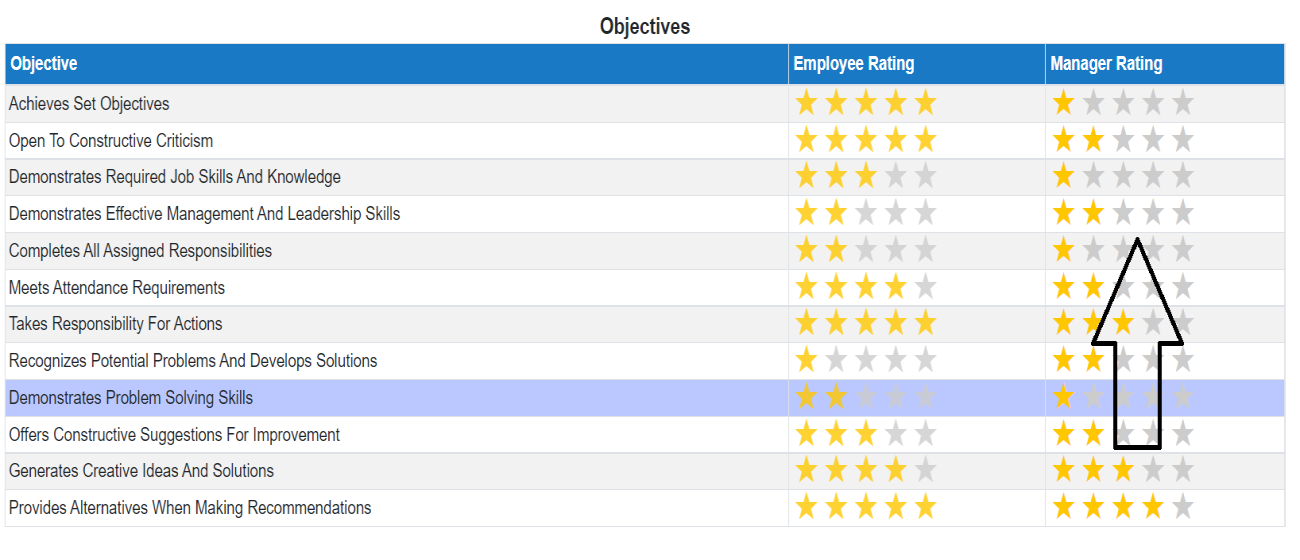 Objectives
Objective Employee Rating Manager Rating
Achieves Set Objectives
Open To Constructive Criticism
Demonstrates Required Job Skills And Knowledge
Demonstrates Effective Management And Leadership Skills
Completes All Assigned Responsibilities
Meets Attendance Requirements
Takes Responsibility For Actions
Recognizes Potential Problems And Develops Solutions
Demonstrates Problem Solving Skills
Offers Constructive Suggestions For Improvement
Generates Creative Ideas And Solutions
Provides Alternatives When Making Recommendations